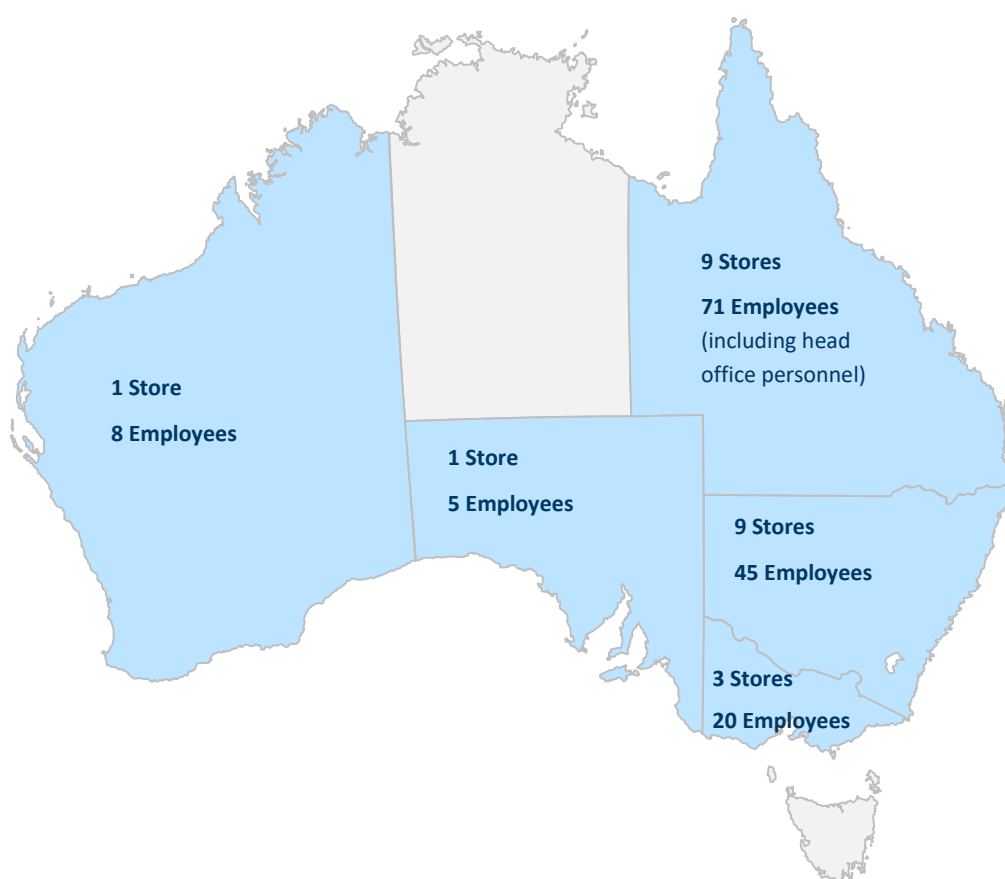 9 Stores
71 Employees
(including head
office personnel)
1 Store
8 Employees
1 Store
5 Employees
9 Stores
45 Employees
3 Stores
20 Employees